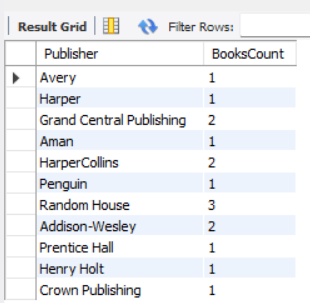 Result Grid Filter Rows:
Publisher BooksCount
Avery 1
Harper 1
Grand Central Publishing 2
Aman 1
HarperCollins 2
Penguin 1
Random House 3
Addison-Wesley 2
Prentice Hall 1
Henry Holt 1
Crown Publishing 1